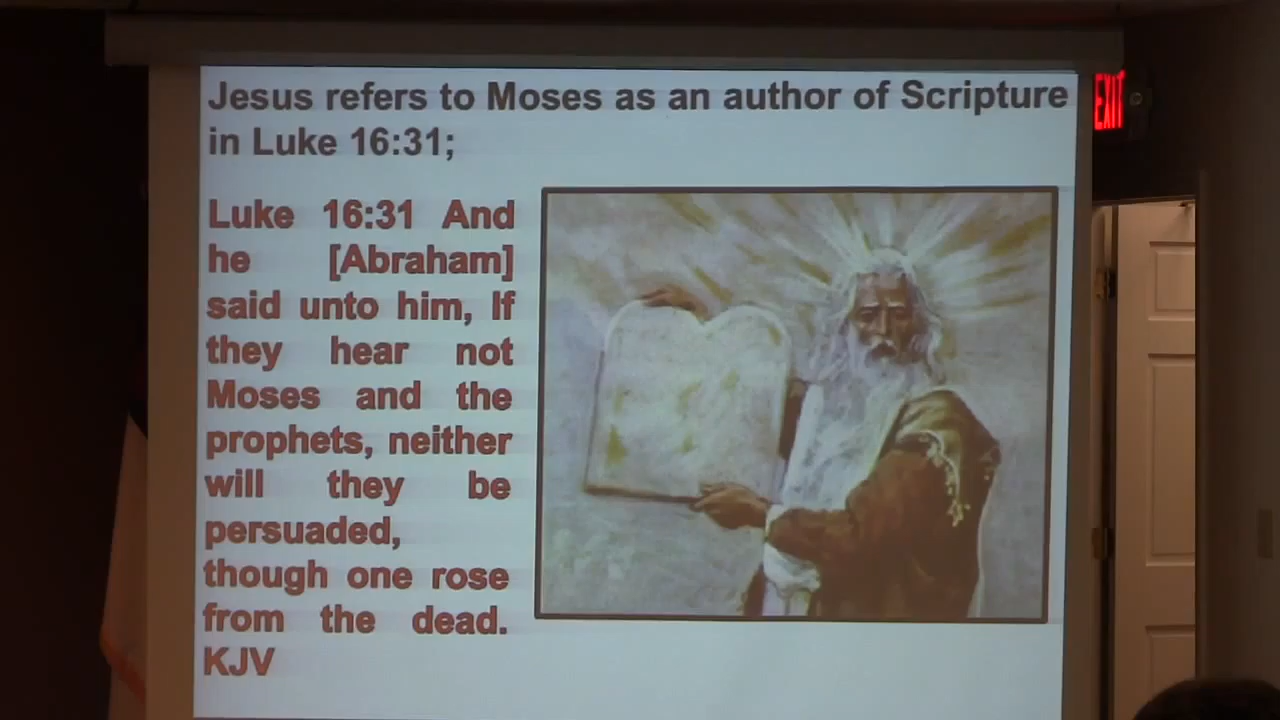 Jesus refers to Moses as an author of Scripture
in Luke 16:31;
Luke 16:31 And
he [Abraham]
said unto him, If
they hear not
Moses and the
prophets, neither
will they be
persuaded,
though one rose
from the dead.
KJV
EXIT